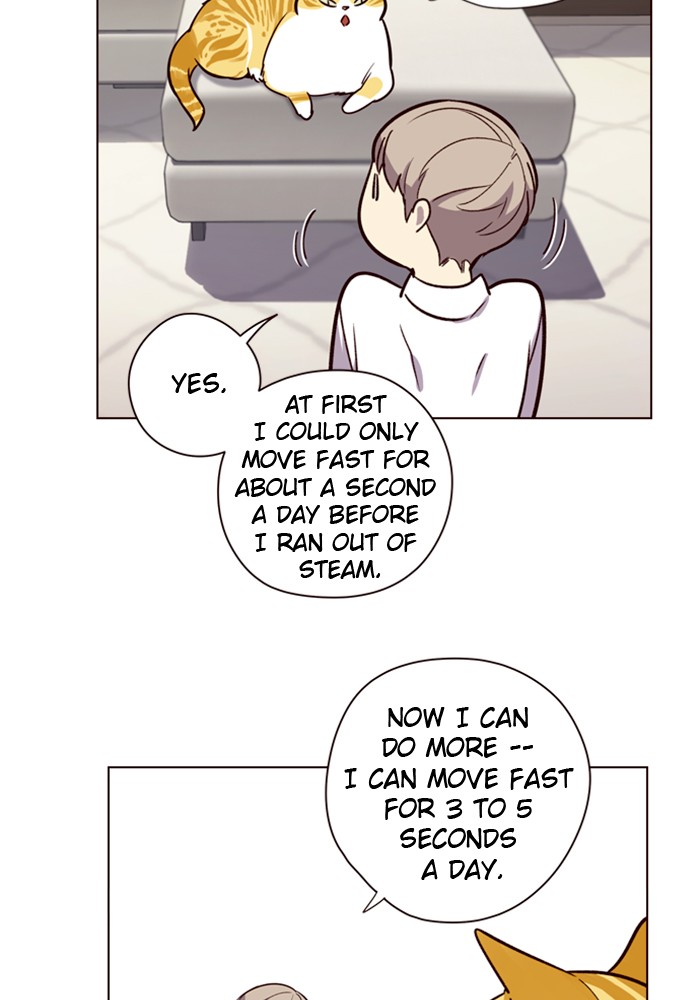 YES.
AT FIRST
I COULD ONLY
MOVE FAST FOR
ABOUT A SECOND
A DAY BEFORE
I RAN OUT OF
STEAM.
NOW I CAN
DO MORE --
I CAN MOVE FAST
FOR 3 TO 5
SECONDS
A DAY.